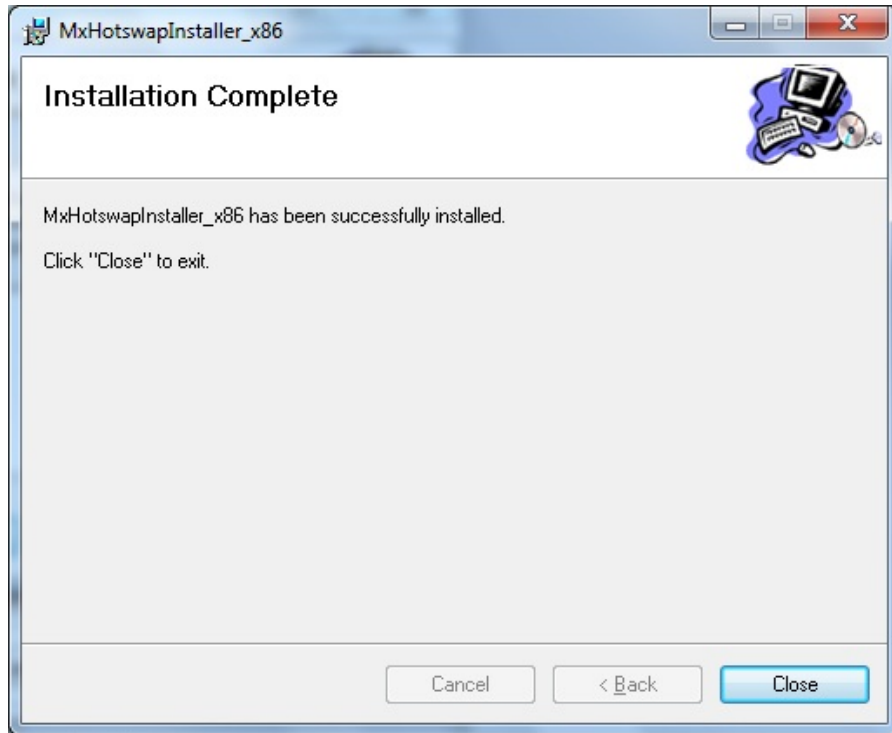 MxHotswapInstaller_x86
Installation Complete
MxHotswapInstaller_x86 has been successfully installed.
Click "Close" to exit.
Cancel
< Back
Close